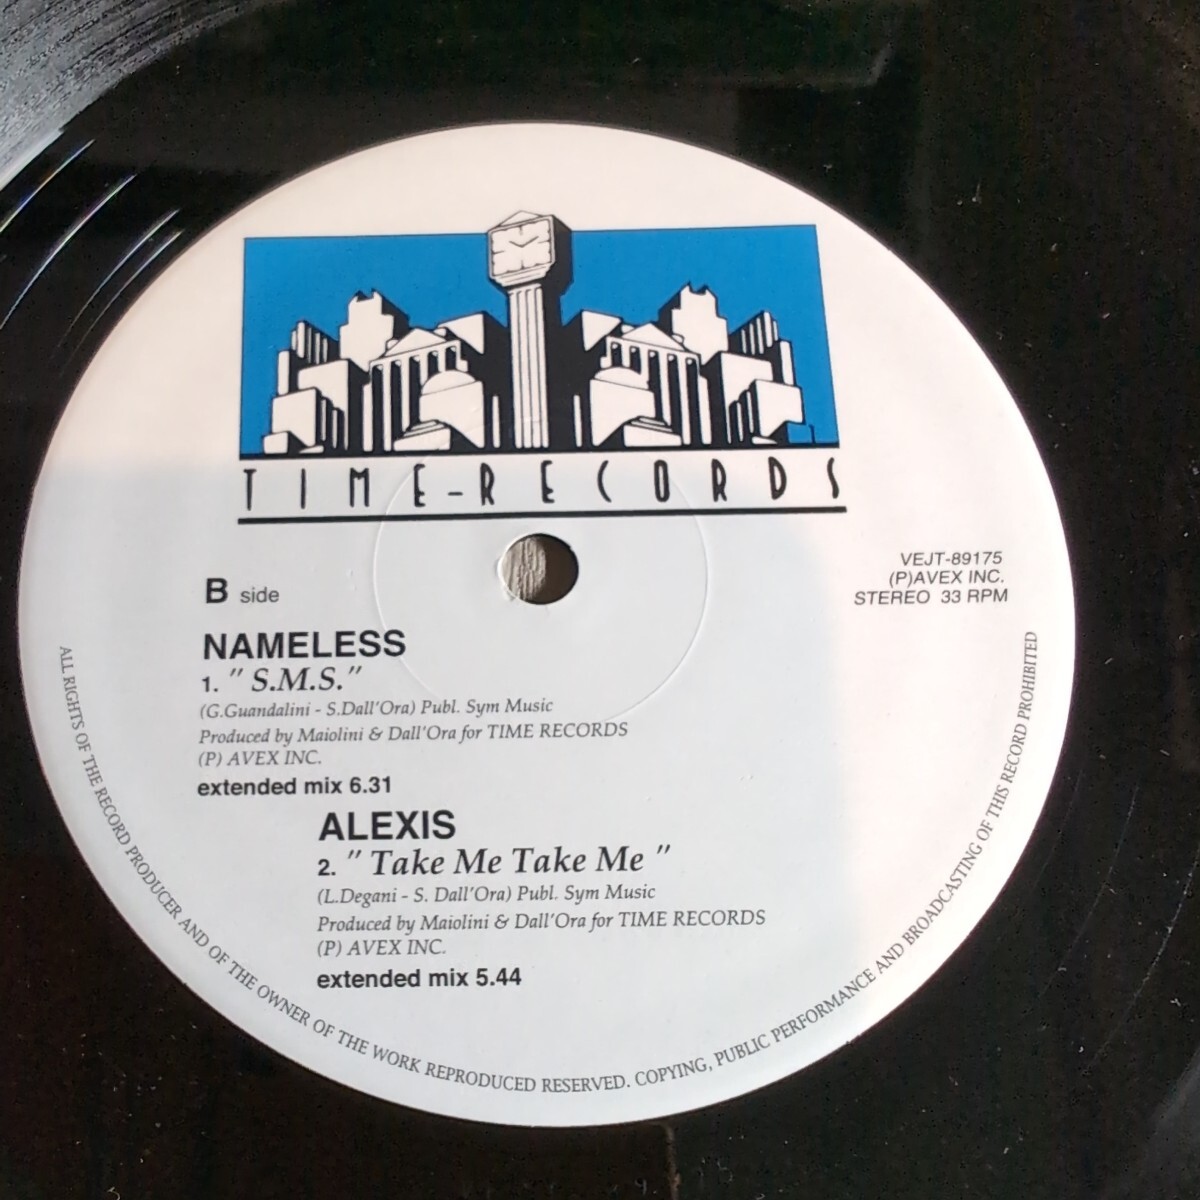 TIME-RECORDS
VEJT-89175
(P)AVEX INC.
STEREO 33 RPM
B side
NAMELESS
1. " S.M.S."
(G.Guandalini - S.Dall'Ora) Publ. Sym Music
Produced by Maiolini & Dall'Ora for TIME RECORDS
(P) AVEX INC.
extended mix 6.31
ALEXIS
2. " Take Me Take Me "
(L.Degani - S. Dall'Ora) Publ. Sym Music
Produced by Maiolini & Dall'Ora for TIME RECORDS
(P) AVEX INC.
extended mix 5.44
ALL RIGHTS OF THE RECORD PRODUCER AND OF THE OWNER OF THE WORK REPRODUCED RESERVED. COPYING, PUBLIC PERFORMANCE AND BROADCASTING OF THIS RECORD PROHIBITED